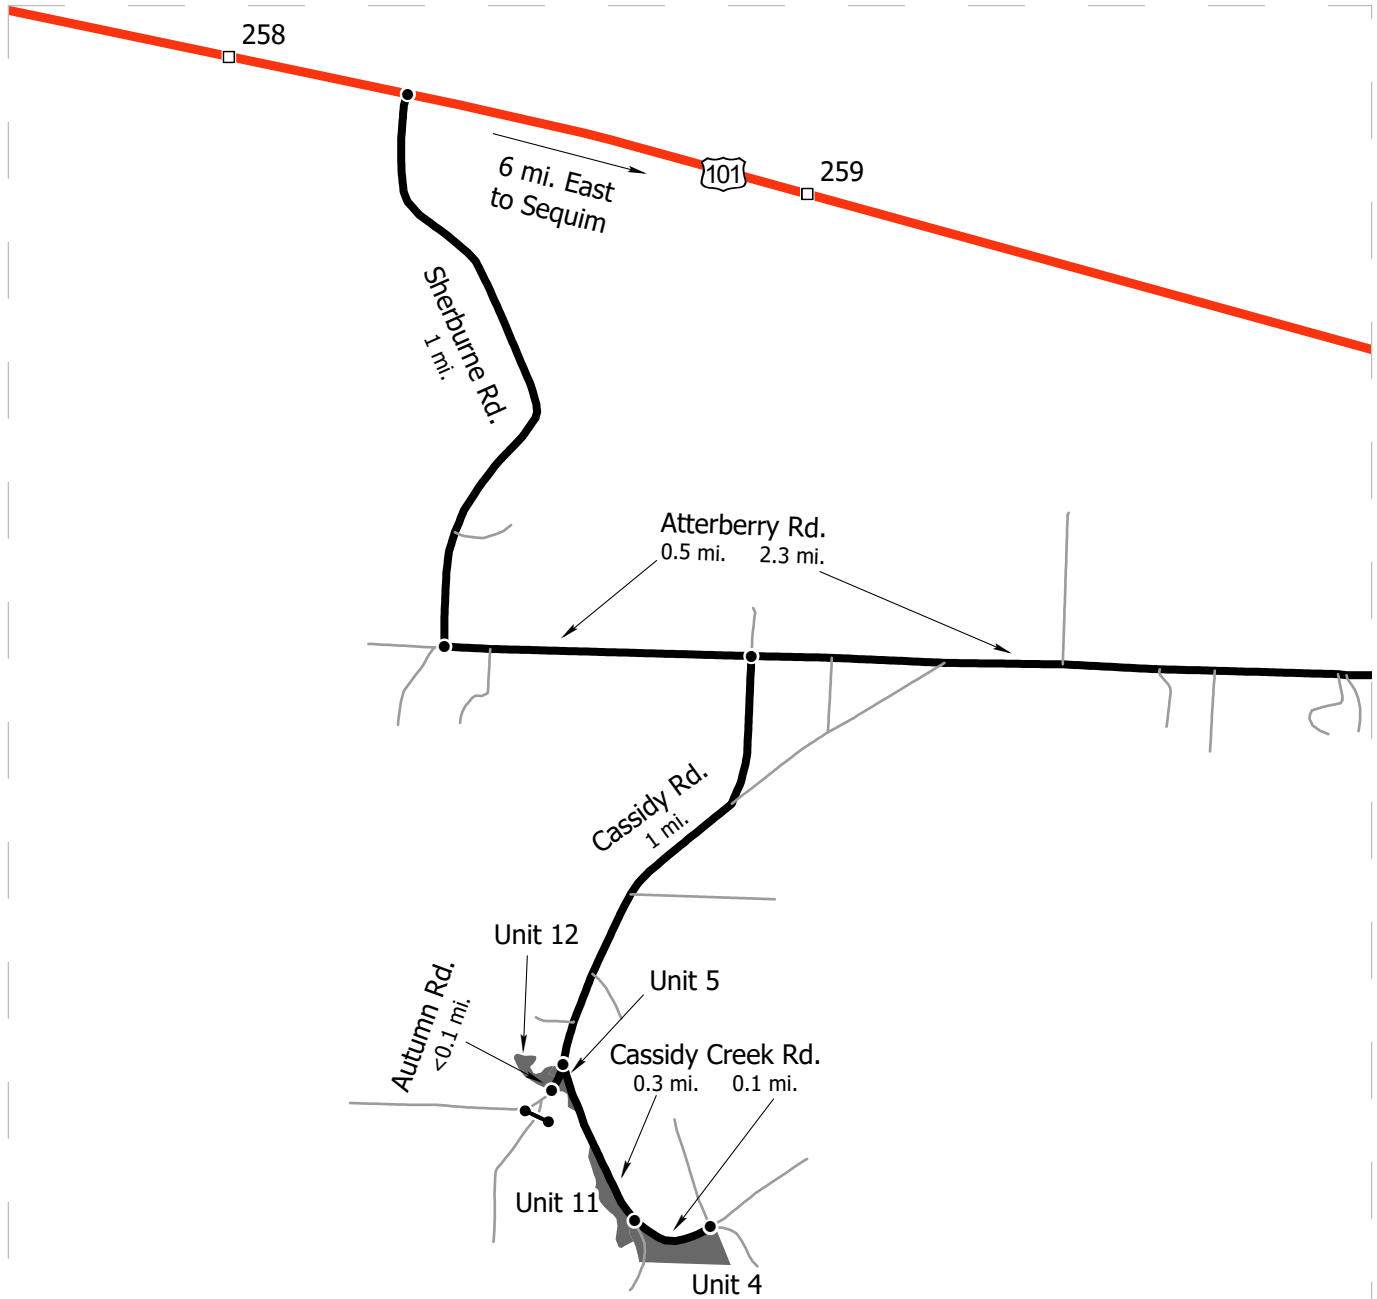 258
6 mi. East
to Sequim
101
259
Sherburne Rd.
1 mi.
Atterberry Rd.
0.5 mi. 2.3 mi.
Cassidy Rd.
1 mi.
Unit 12
Unit 5
Autumn Rd.
<0.1 mi.
Cassidy Creek Rd.
0.3 mi. 0.1 mi.
Unit 11
Unit 4